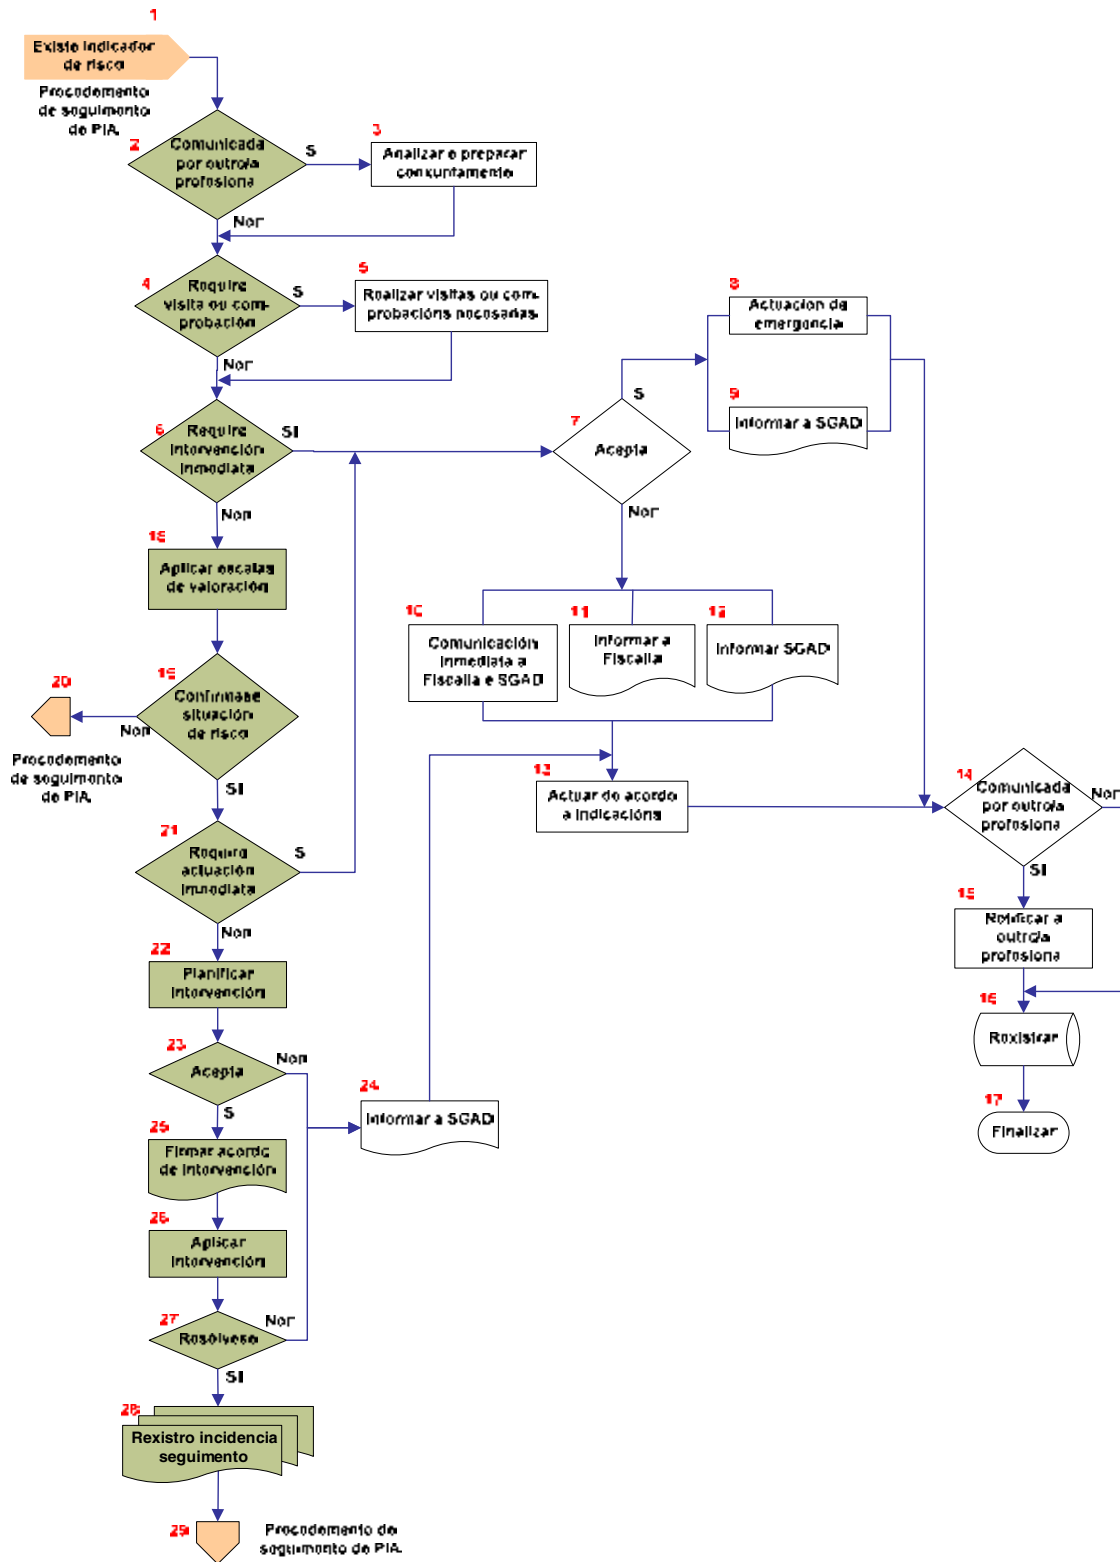 1
Existe indicador
de risco
Procedemento
de seguimento
de PIA
2
Comunicada
por outro/a
profesional
S
3
Analizar e preparar
conxuntamente
Non
4
Require
visita ou com-
probación
S
5
Realizar visitas ou com-
probacións necesarias
Non
6
Require
intervención
inmediata
SI
7
Acepta
S
8
Actuación de
emerxencia
9
Informar a SGAD
Non
Non
18
Aplicar escalas
de valoración
10
Comunicación
inmediata a
Fiscalía e SGAD
11
Informar a
Fiscalía
12
Informar SGAD
19
Confírmase
situación
de risco
20
Non
Procedemento
de seguimento
de PIA
SI
13
Actuar de acordo
a indicacións
14
Comunicada
por outro/a
profesional
Non
SI
21
Require
actuación
inmediata
S
Non
15
Notificar a
outro/a
profesional
22
Planificar
intervención
16
Rexistrar
23
Acepta
Non
S
24
Informar a SGAD
17
Finalizar
25
Firmar acordo
de intervención
26
Aplicar
intervención
27
Resólvese
Non
SI
28
Rexistro incidencia
seguimento
29
Procedemento de
seguimento de PIA